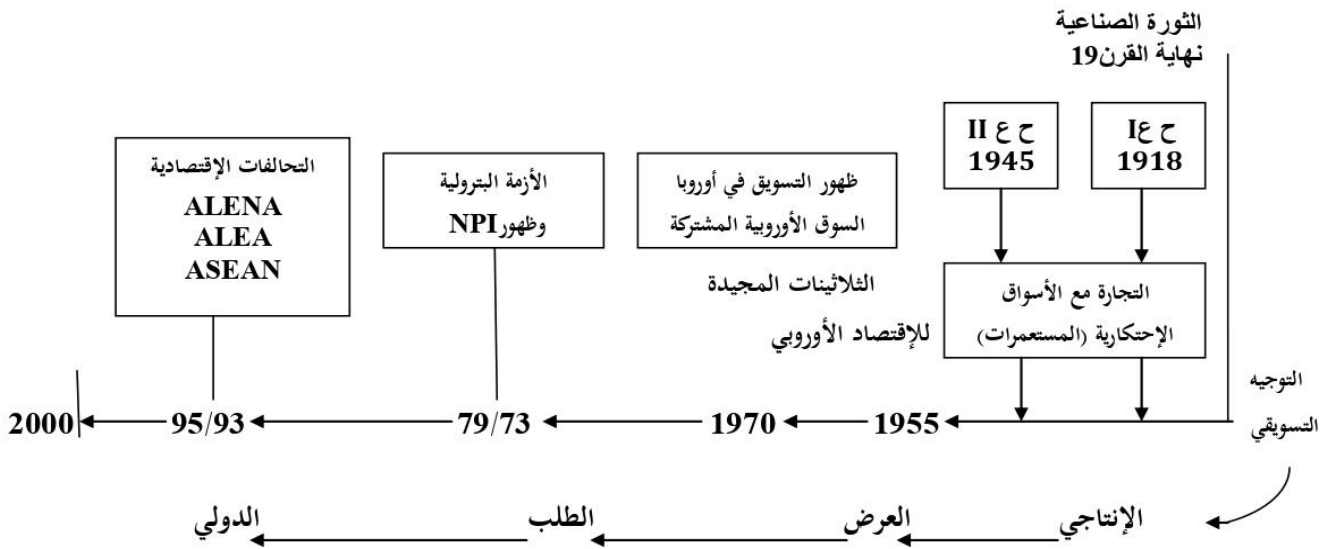 الثورة الصناعية
نهاية القرن19
ح ع I
1918
ح ع II
1945
التجارة مع الأسواق
الإحتكارية (المستعمرات)
ظهور التسويق في أوروبا
السوق الأوروبية المشتركة
الثلاثينات المجيدة
للإقتصاد الأوروبي
الأزمة البترولية
وظهور NPI
التحالفات الإقتصادية
ALENA
ALEA
ASEAN
التوجيه
التسويقي
1955
1970
79/73
95/93
2000
الإنتاجي
العرض
الطلب
الدولي